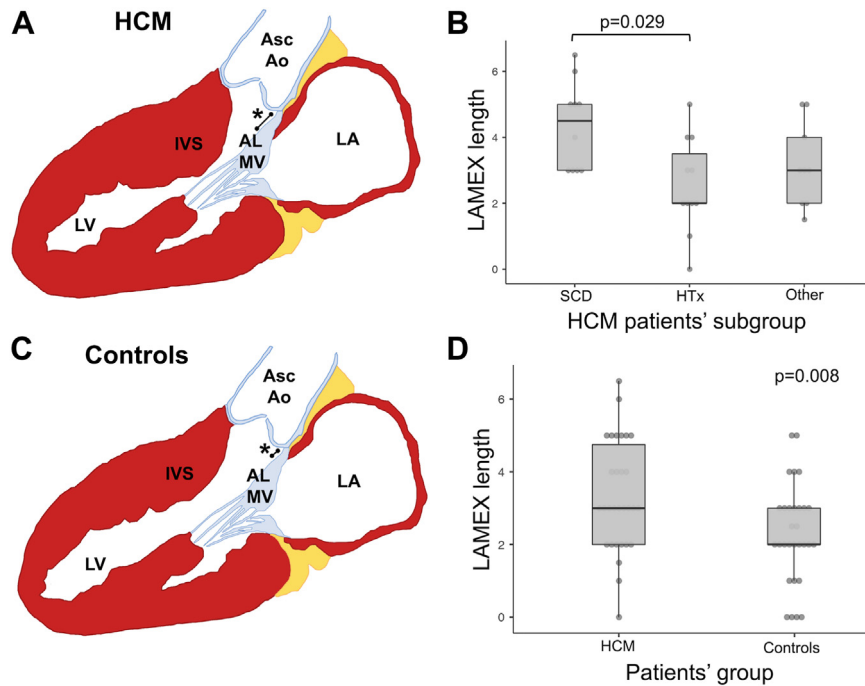 A
HCM
Asc
Ao
*
AL
MV
IVS
LA
LV
B
p=0.029
LAMEX length
6
4
2
0
SCD
HTx
Other
HCM patients' subgroup
C
Controls
Asc
Ao
*
AL
MV
IVS
LA
LV
D
p=0.008
LAMEX length
6
4
2
0
HCM
Controls
Patients' group